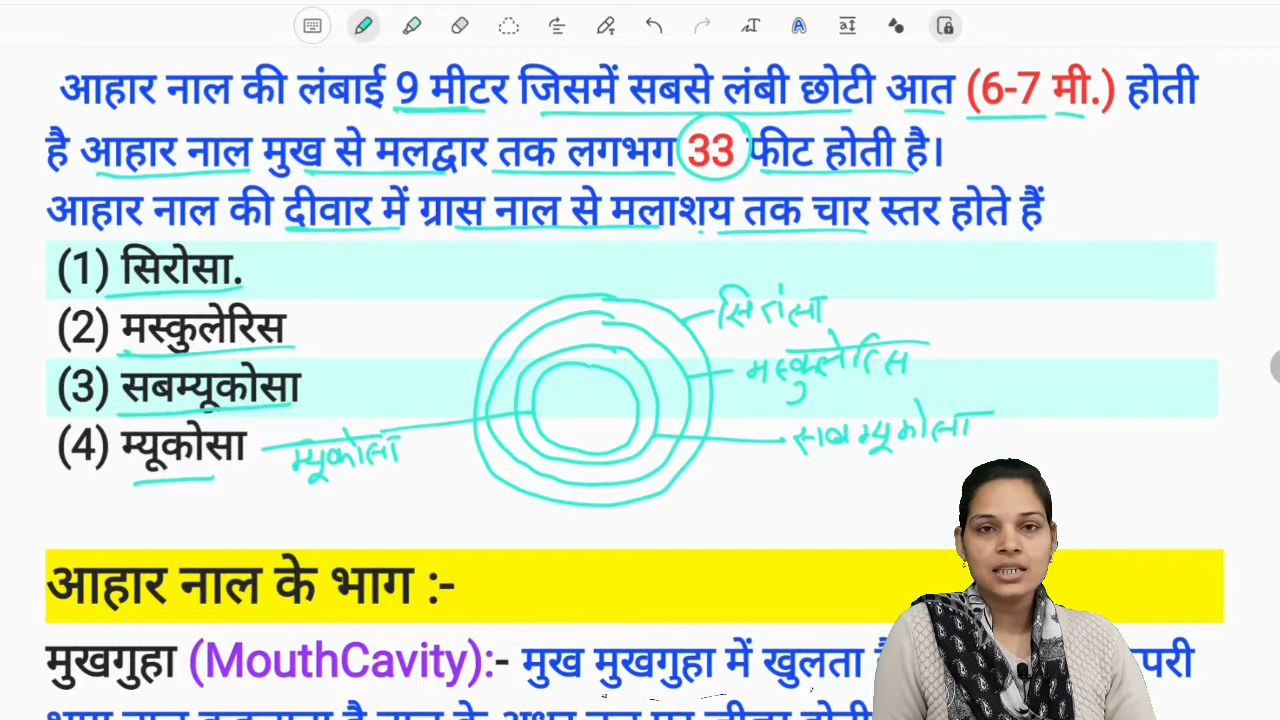 आहार नाल की लंबाई 9 मीटर जिसमें सबसे लंबी छोटी आत (6-7 मी.) होती
है आहार नाल मुख से मलद्वार तक लगभग 33 फीट होती है।
आहार नाल की दीवार में ग्रास नाल से मलाशय तक चार स्तर होते हैं
(1) सिरोसा.
(2) मस्कुलेरिस
(3) सबम्यूकोसा
(4) म्यूकोसा
मस्कुलेरिस
म्यूकोसा
आहार नाल के भाग :-
मुखगुहा (MouthCavity):- मुख मुखगुहा में खुलता